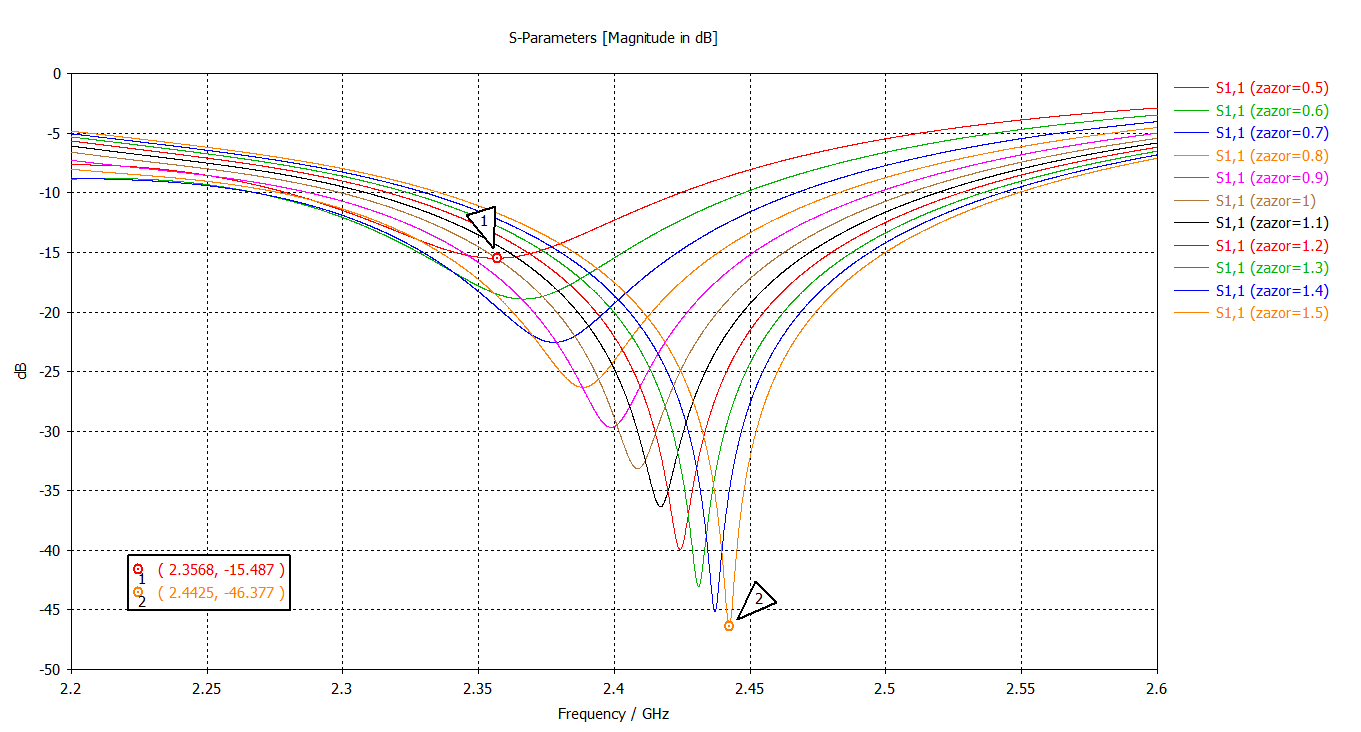 S-Parameters [Magnitude in dB]
0
-5
-10
-15
-20
-25
-30
-35
-40
-45
-50
dB
2.2 2.25 2.3 2.35 2.4 2.45 2.5 2.55 2.6
Frequency / GHz
1
2
1 ( 2.3568, -15.487 )
2 ( 2.4425, -46.377 )
S1,1 (zazor=0.5)
S1,1 (zazor=0.6)
S1,1 (zazor=0.7)
S1,1 (zazor=0.8)
S1,1 (zazor=0.9)
S1,1 (zazor=1)
S1,1 (zazor=1.1)
S1,1 (zazor=1.2)
S1,1 (zazor=1.3)
S1,1 (zazor=1.4)
S1,1 (zazor=1.5)